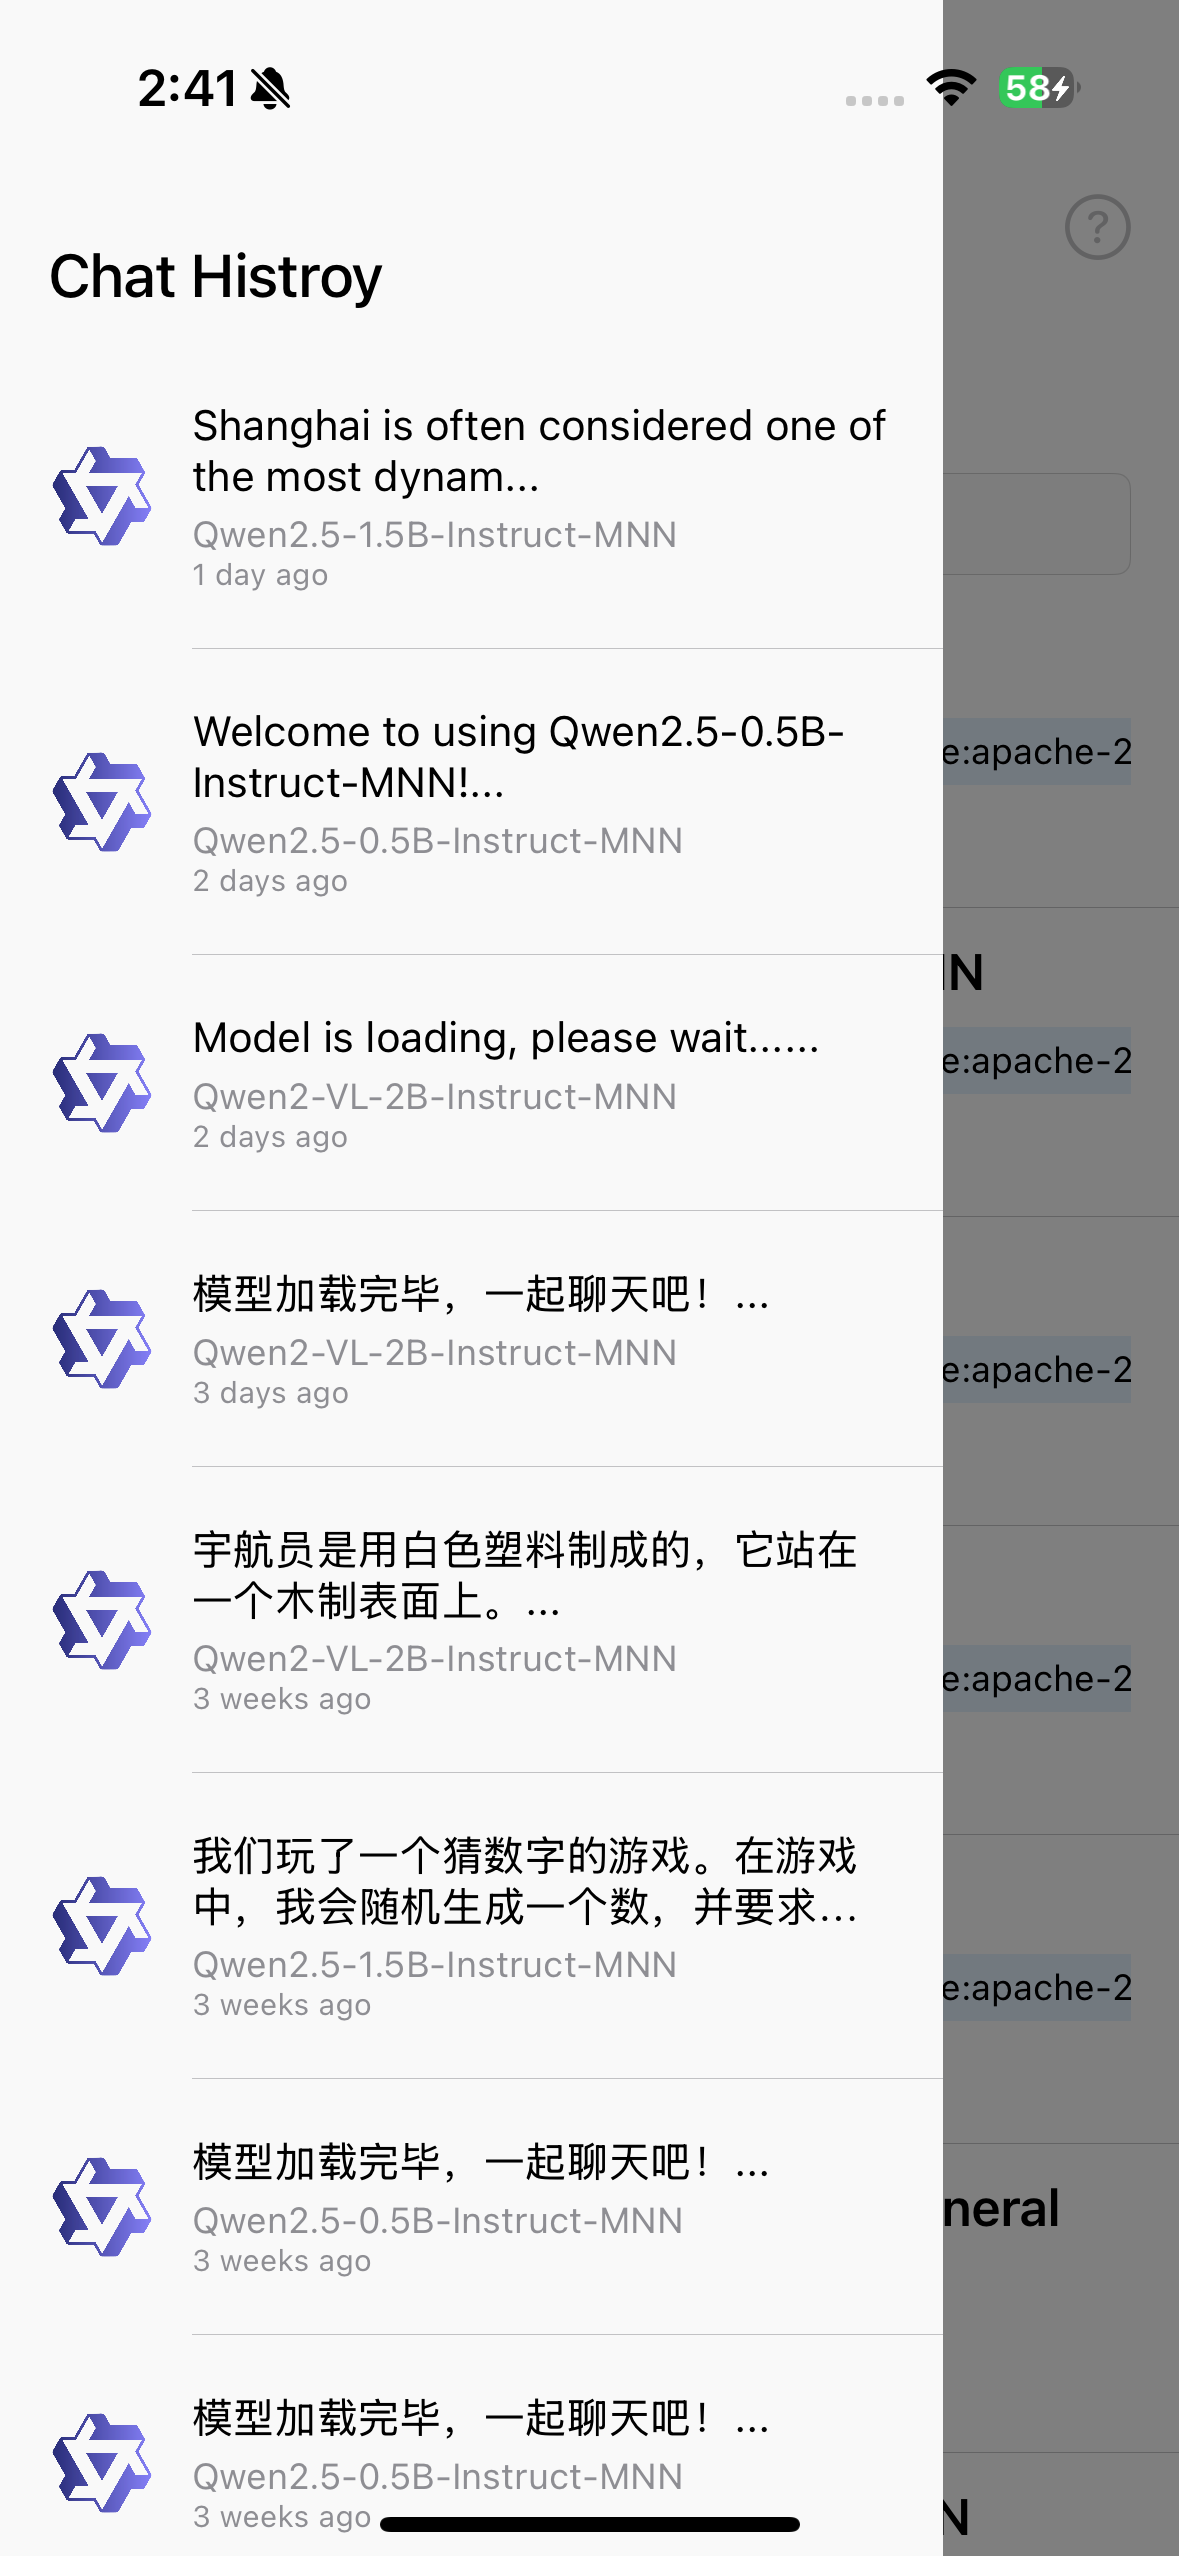 2:41
58
?
Chat Histroy
Shanghai is often considered one of
the most dynam...
Qwen2.5-1.5B-Instruct-MNN
1 day ago
Welcome to using Qwen2.5-0.5B-
Instruct-MNN!...
Qwen2.5-0.5B-Instruct-MNN
2 days ago
e:apache-2
Model is loading, please wait......
Qwen2-VL-2B-Instruct-MNN
2 days ago
NN
e:apache-2
模型加载完毕，一起聊天吧！...
Qwen2-VL-2B-Instruct-MNN
3 days ago
e:apache-2
宇航员是用白色塑料制成的，它站在
一个木制表面上。...
Qwen2-VL-2B-Instruct-MNN
3 weeks ago
e:apache-2
我们玩了一个猜数字的游戏。在游戏
中，我会随机生成一个数，并要求...
Qwen2.5-1.5B-Instruct-MNN
3 weeks ago
e:apache-2
模型加载完毕，一起聊天吧！...
Qwen2.5-0.5B-Instruct-MNN
3 weeks ago
neral
模型加载完毕，一起聊天吧！...
Qwen2.5-0.5B-Instruct-MNN
3 weeks ago
N